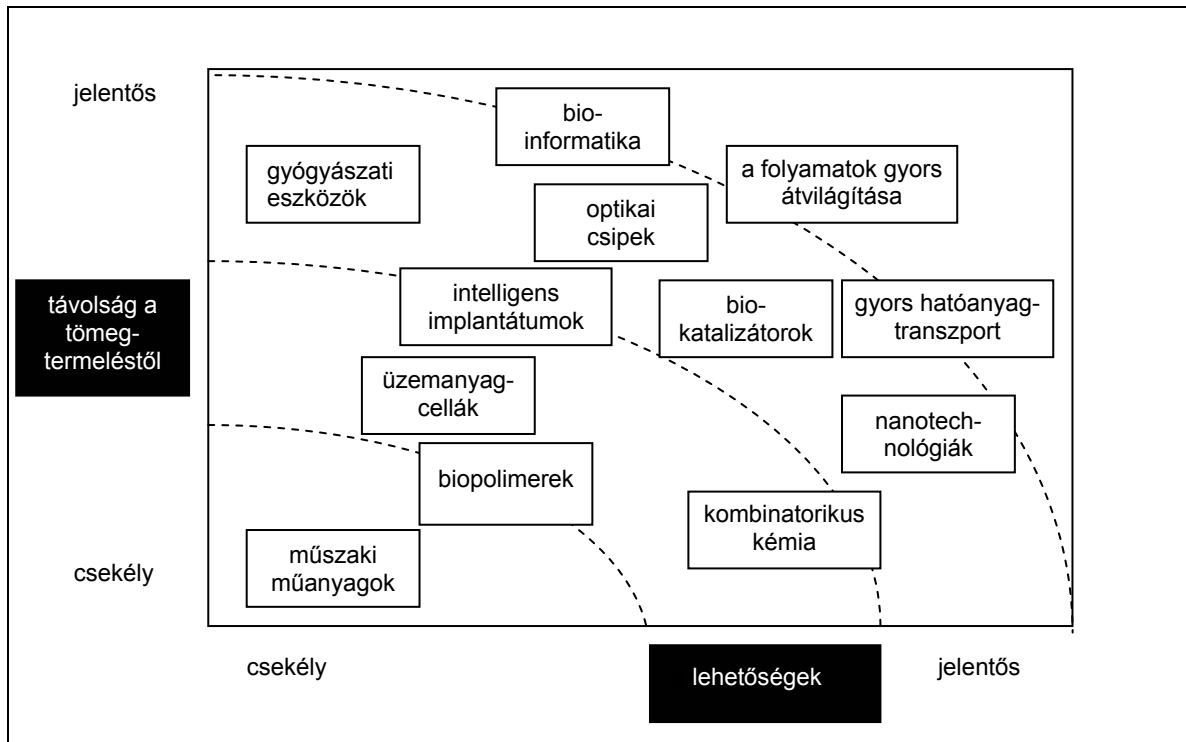 jelentős
bio-
informatika
gyógyászati
eszközök
a folyamatok gyors
átvilágítása
optikai
csipek
távolság a
tömeg-
termeléstől
intelligens
implantátumok
bio-
katalizátorok
gyors hatóanyag-
transzport
üzemanyag-
cellák
nanotech-
nológiák
biopolimerek
kombinatorikus
kémia
műszaki
műanyagok
csekély
csekély
lehetőségek
jelentős